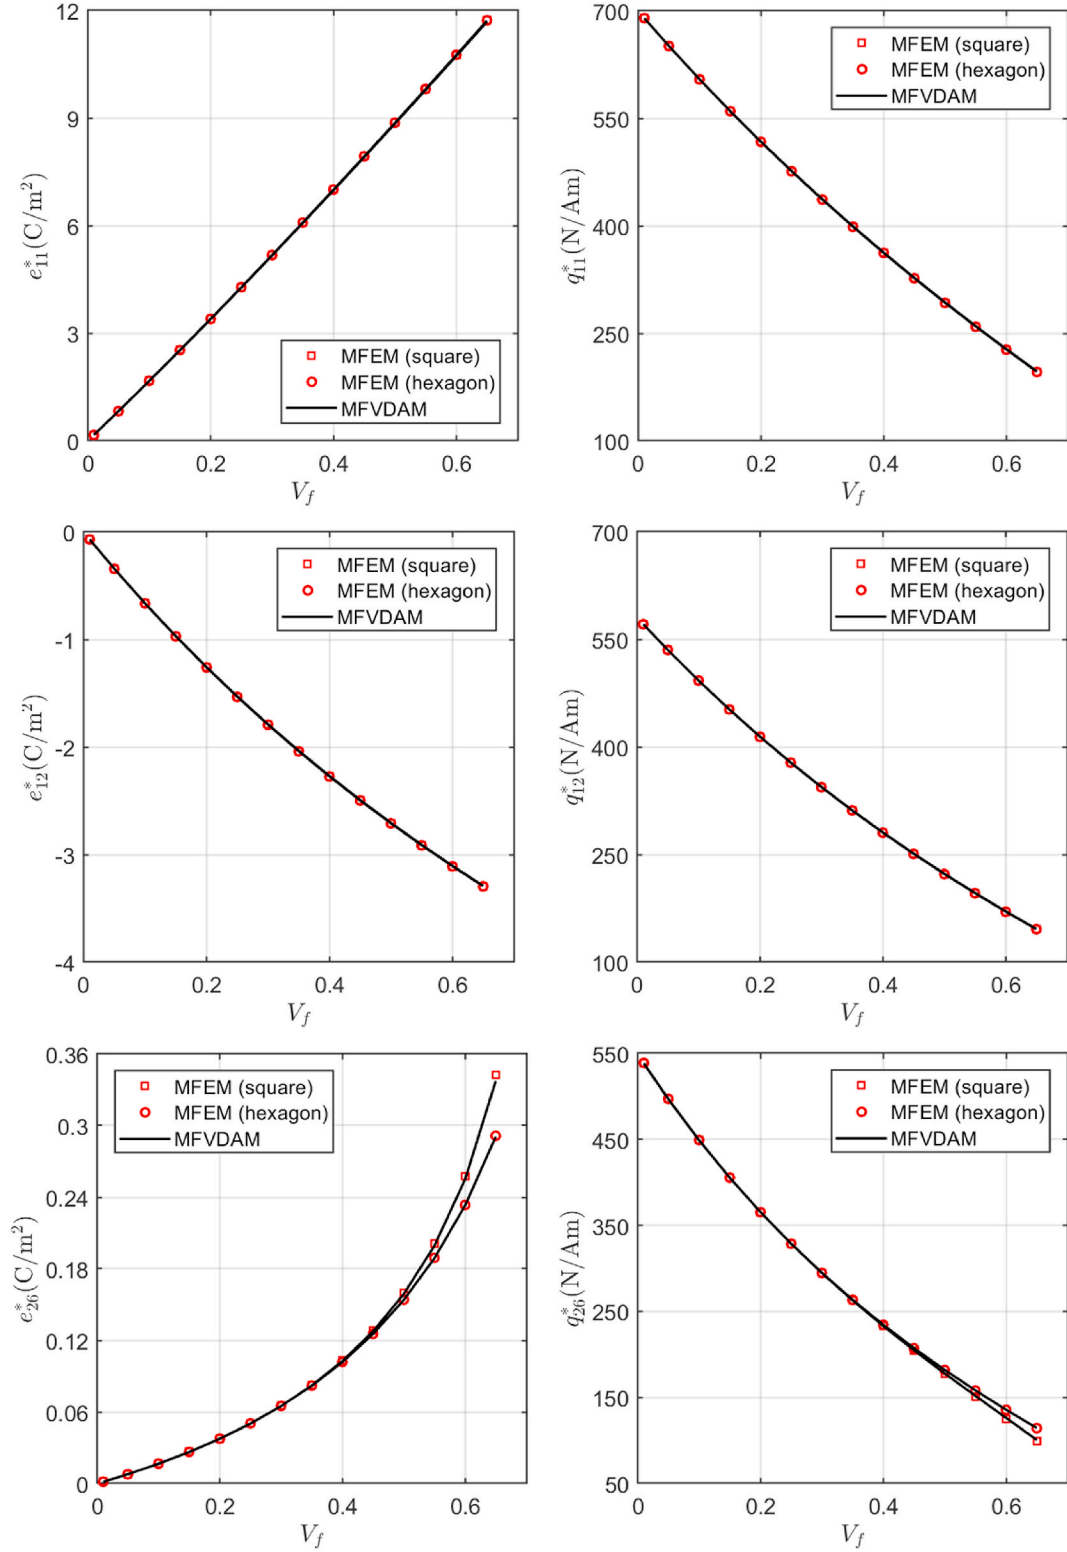 12
9
6
3
0
e*11(C/m²)
MFEM (square)
MFEM (hexagon)
MFVDAM
0 0.2 0.4 0.6
Vf
700
550
400
250
100
q*11(N/Am)
MFEM (square)
MFEM (hexagon)
MFVDAM
0 0.2 0.4 0.6
Vf
0
-1
-2
-3
-4
e*12(C/m²)
MFEM (square)
MFEM (hexagon)
MFVDAM
0 0.2 0.4 0.6
Vf
700
550
400
250
100
q*12(N/Am)
MFEM (square)
MFEM (hexagon)
MFVDAM
0 0.2 0.4 0.6
Vf
0.36
0.3
0.24
0.18
0.12
0.06
0
e*26(C/m²)
MFEM (square)
MFEM (hexagon)
MFVDAM
0 0.2 0.4 0.6
Vf
550
450
350
250
150
50
q*26(N/Am)
MFEM (square)
MFEM (hexagon)
MFVDAM
0 0.2 0.4 0.6
Vf